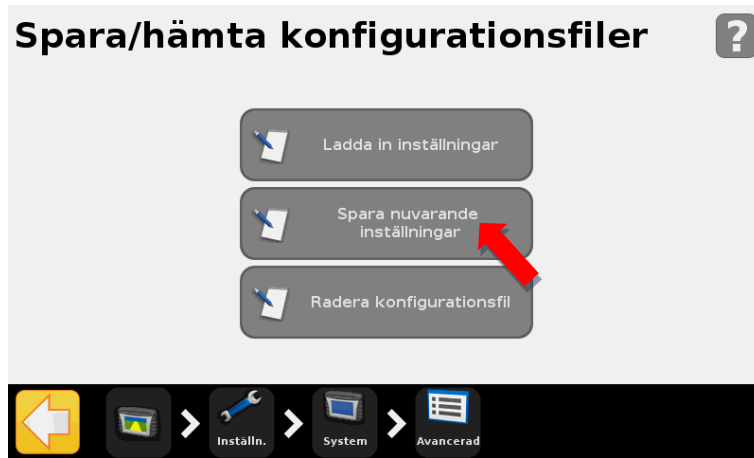 Spara/hämta konfigurationsfiler
?
Ladda in inställningar
Spara nuvarande
inställningar
Radera konfigurationsfil
Inställn.
System
Avancerad